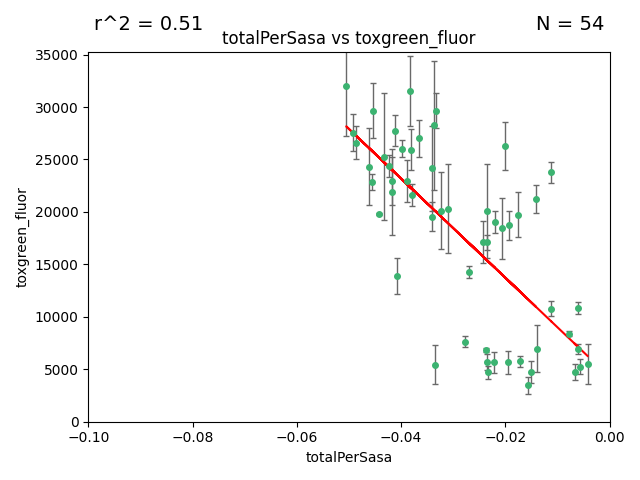 r^2 = 0.51
N = 54
totalPerSasa vs toxgreen_fluor
35000
30000
25000
20000
15000
10000
5000
0
toxgreen_fluor
−0.10
−0.08
−0.06
−0.04
−0.02
0.00
totalPerSasa